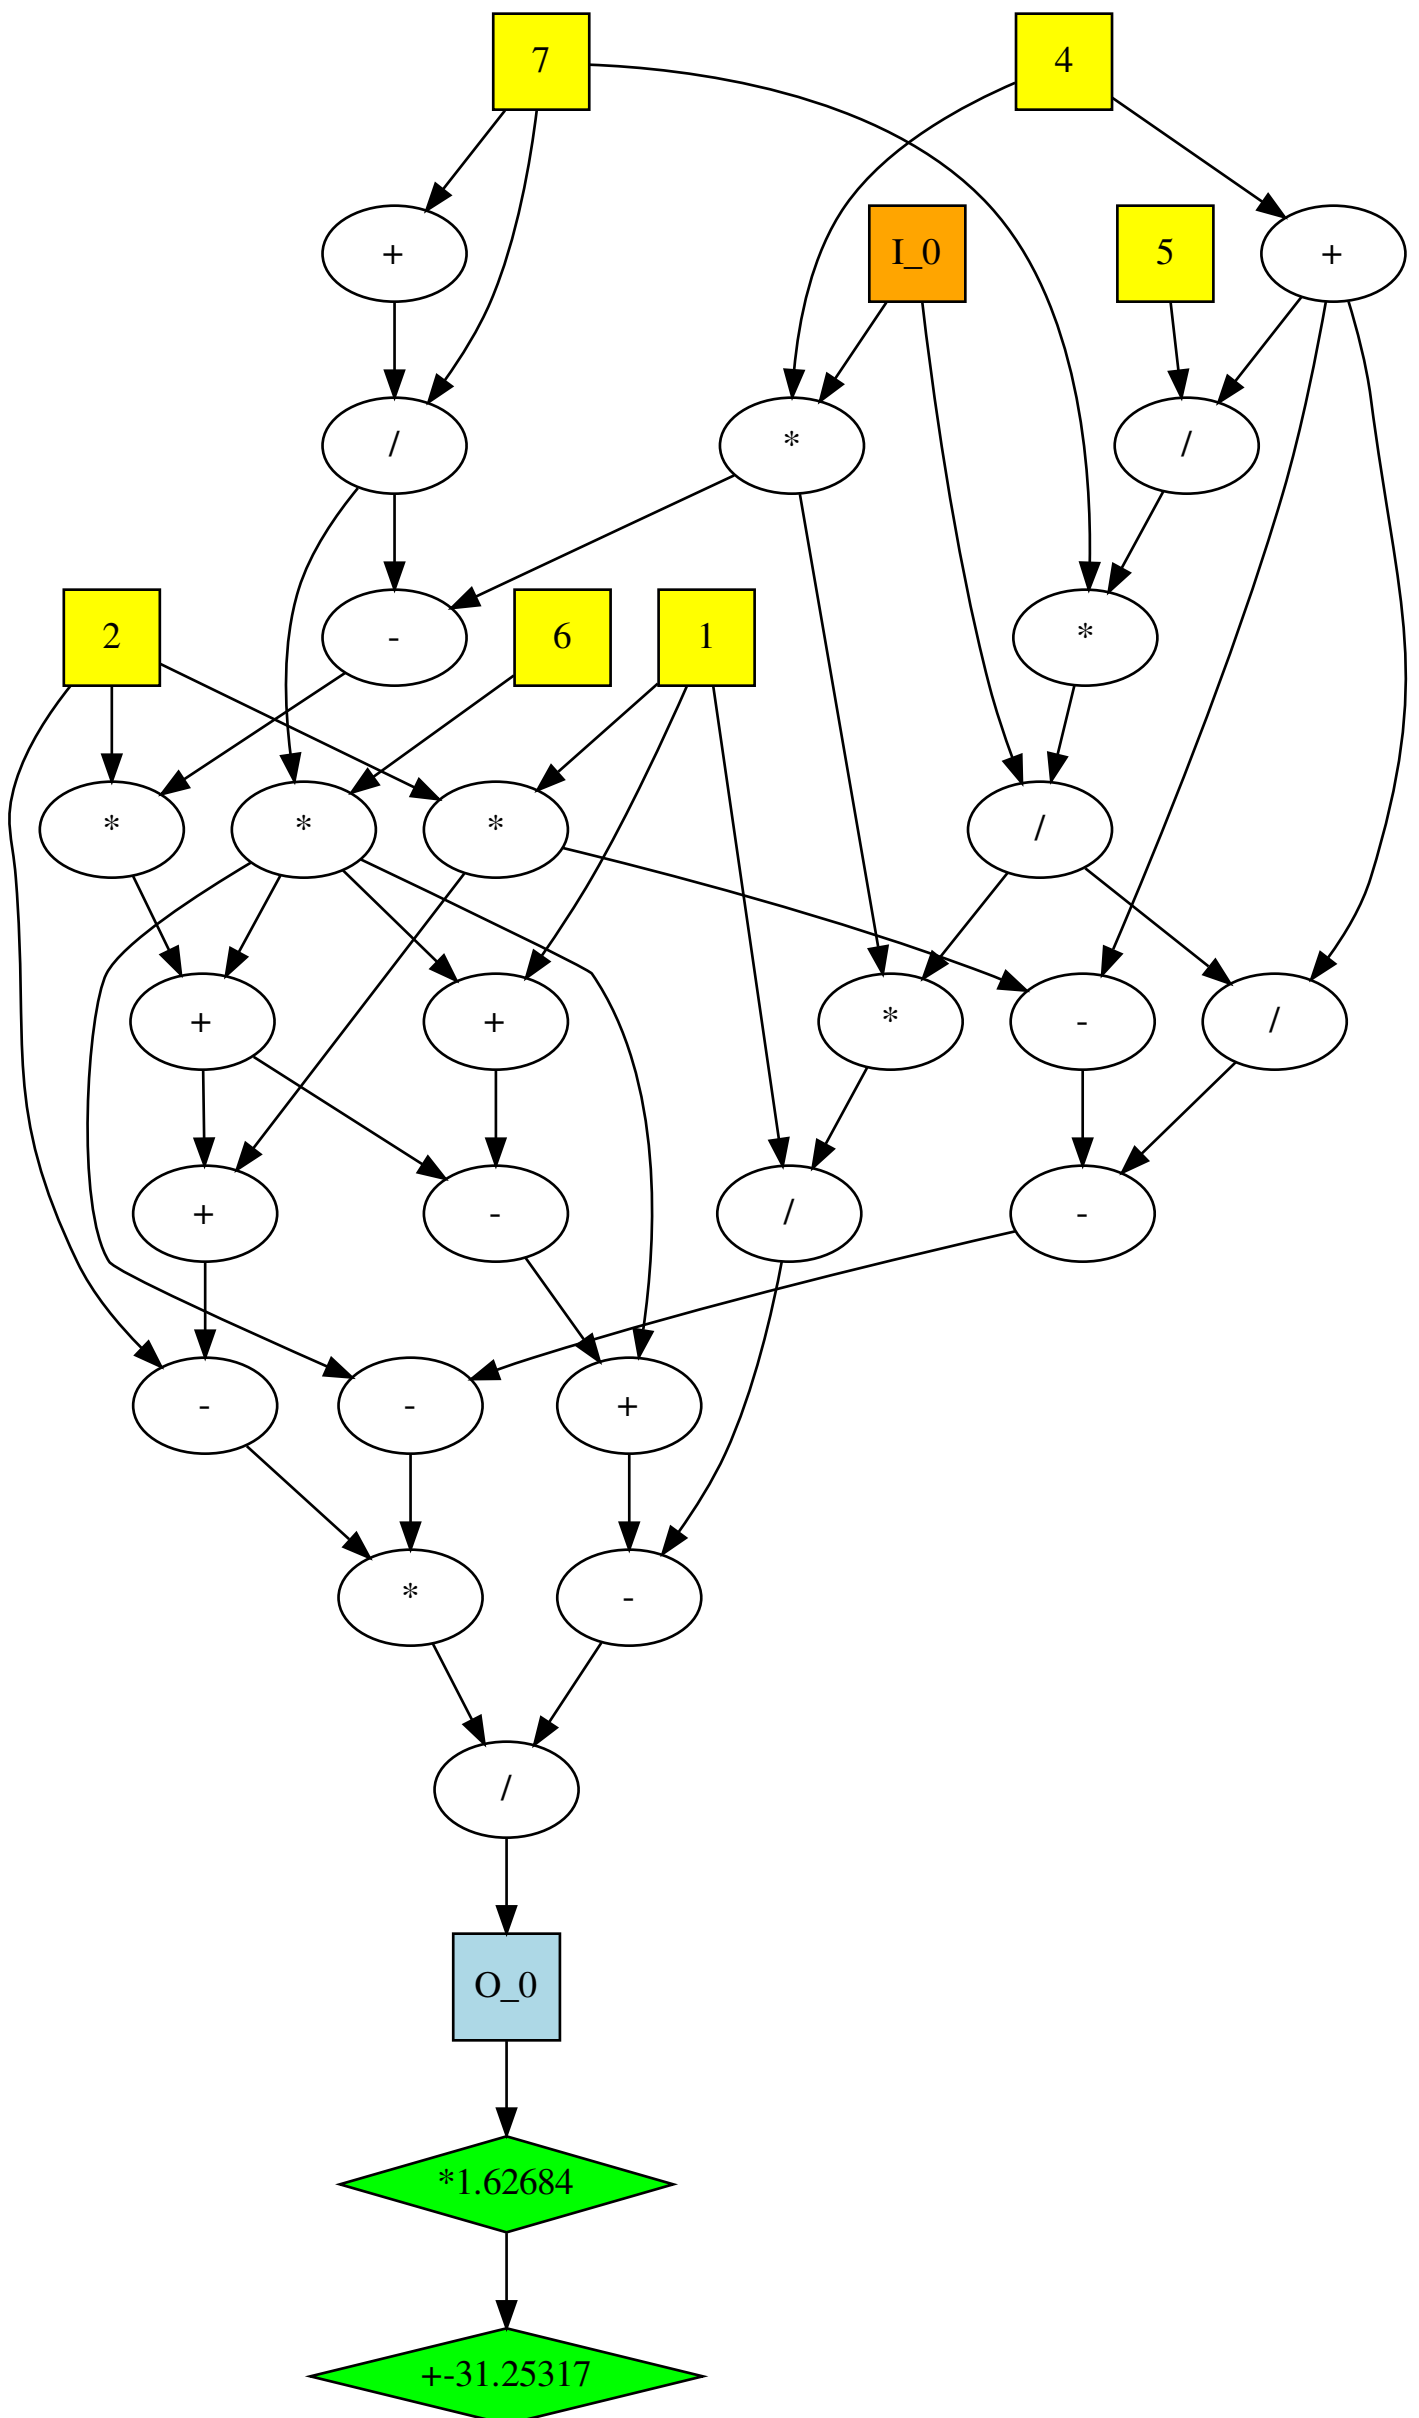 7 4
+ I_0 5 +
/ * /
2 - 6 1 *
* * * /
+ + * - /
+ - / -
- - +
* -
/
O_0
*1.62684
+-31.25317